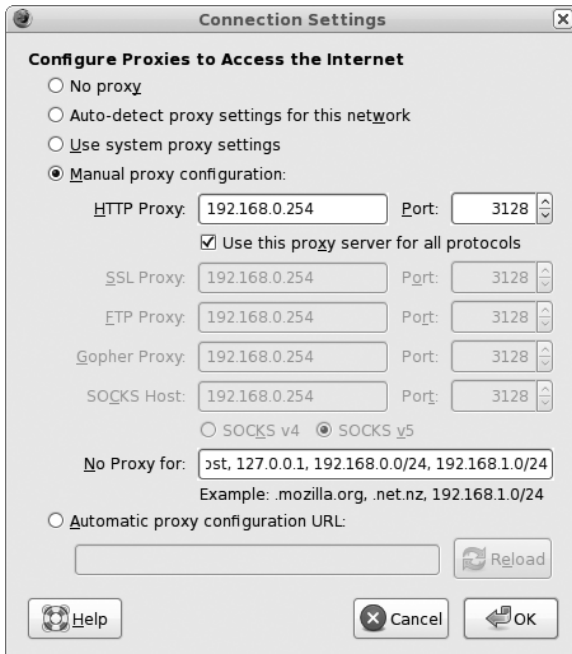 Connection Settings
Configure Proxies to Access the Internet
No proxy
Auto-detect proxy settings for this network
Use system proxy settings
Manual proxy configuration:
HTTP Proxy: 192.168.0.254 Port: 3128
Use this proxy server for all protocols
SSL Proxy: 192.168.0.254 Port: 3128
FTP Proxy: 192.168.0.254 Port: 3128
Gopher Proxy: 192.168.0.254 Port: 3128
SOCKS Host: 192.168.0.254 Port: 3128
SOCKS v4 SOCKS v5
No Proxy for: ost, 127.0.0.1, 192.168.0.0/24, 192.168.1.0/24
Example: .mozilla.org, .net.nz, 192.168.1.0/24
Automatic proxy configuration URL:
Reload
Help Cancel OK